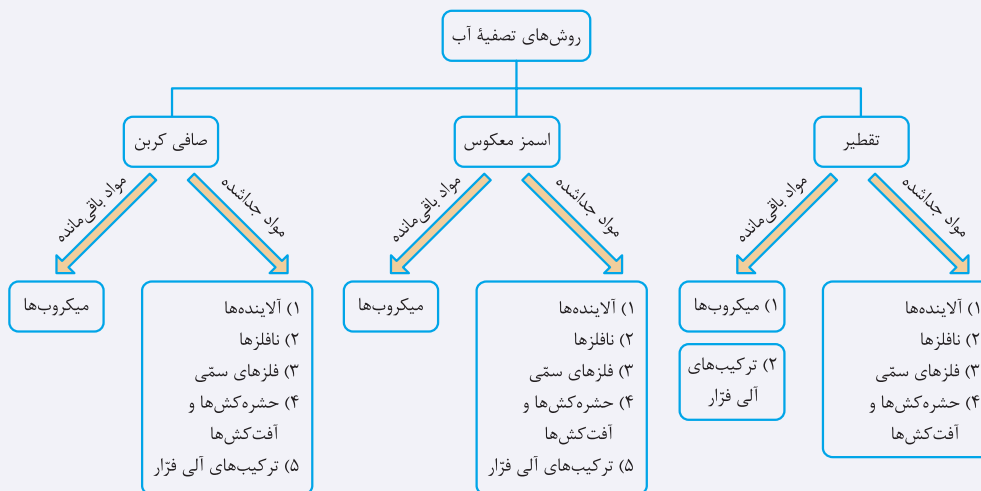 روش‌های تصفیهٔ آب
تقطیر
اسمز معکوس
صافی کربن
مواد جداشده
مواد باقی‌مانده
مواد جداشده
مواد باقی‌مانده
مواد جداشده
مواد باقی‌مانده
۱) آلاینده‌ها
۲) نافلزها
۳) فلزهای سمّی
۴) حشره‌کش‌ها و
آفت‌کش‌ها
۱) میکروب‌ها
۲) ترکیب‌های
آلی فرّار
۱) آلاینده‌ها
۲) نافلزها
۳) فلزهای سمّی
۴) حشره‌کش‌ها و
آفت‌کش‌ها
۵) ترکیب‌های آلی فرّار
میکروب‌ها
۱) آلاینده‌ها
۲) نافلزها
۳) فلزهای سمّی
۴) حشره‌کش‌ها و
آفت‌کش‌ها
۵) ترکیب‌های آلی فرّار
میکروب‌ها